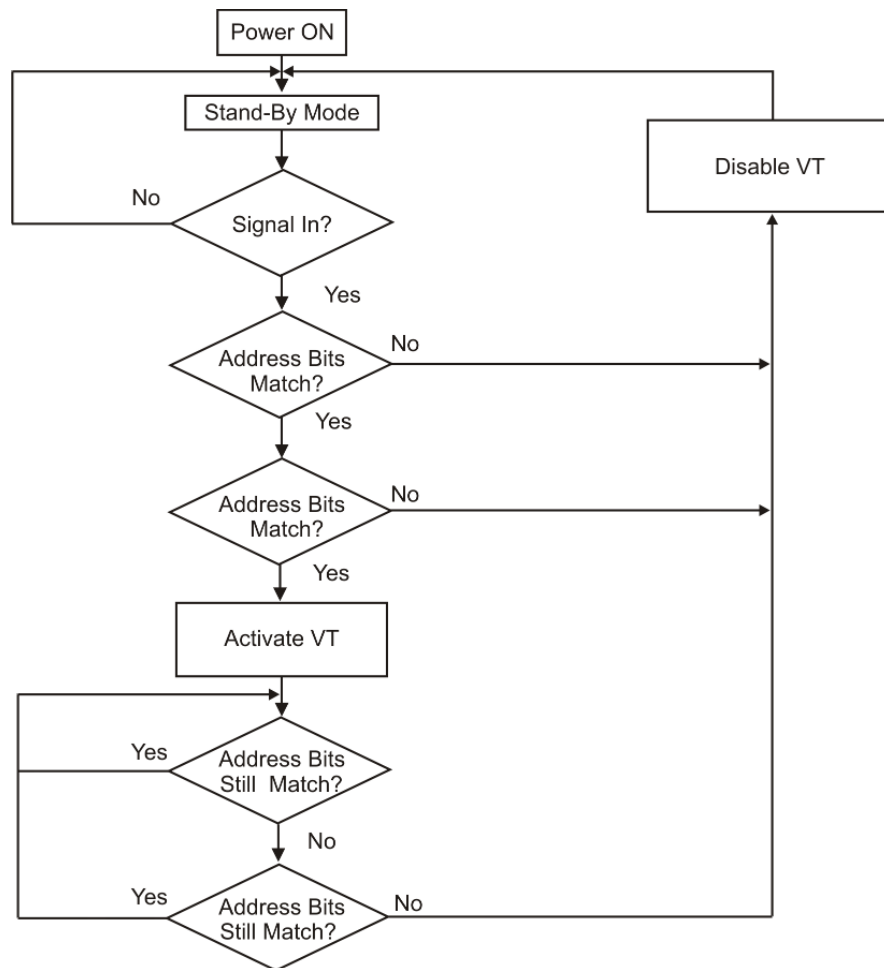 Power ON
Stand-By Mode
Disable VT
No
Signal In?
Yes
Address Bits
Match?
No
Yes
Address Bits
Match?
No
Yes
Activate VT
Yes
Address Bits
Still Match?
No
Yes
Address Bits
Still Match?
No